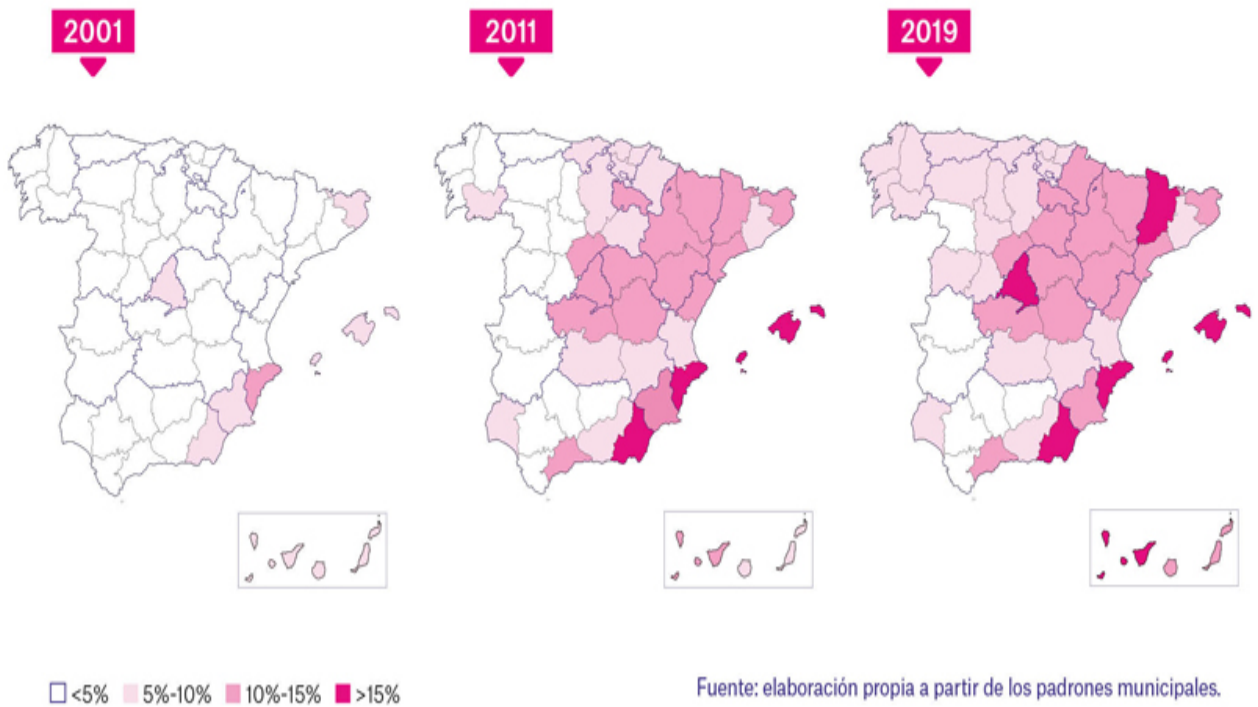 2001
2011
2019
<5% 5%-10% 10%-15% >15%
Fuente: elaboración propia a partir de los padrones municipales.